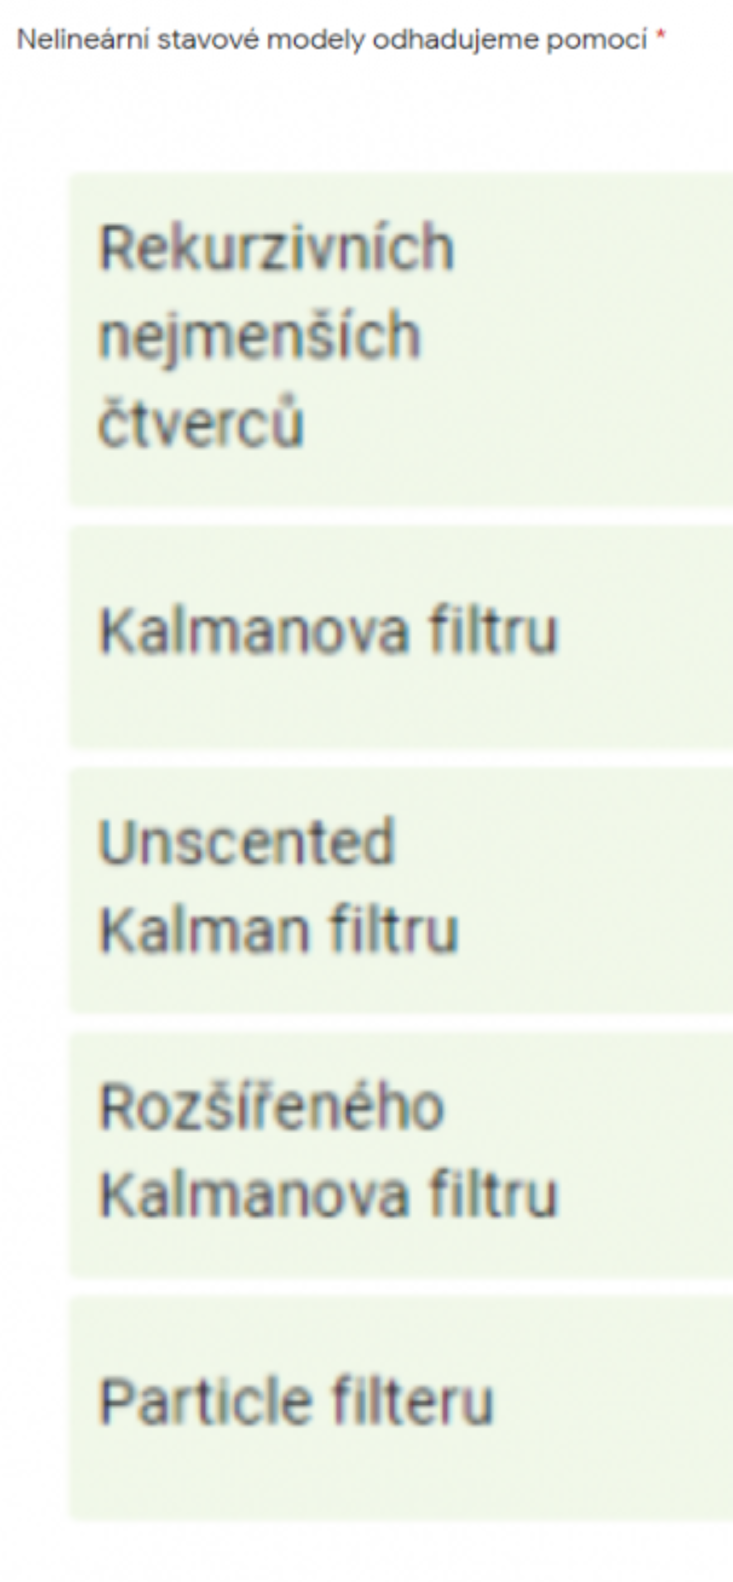 Nelineární stavové modely odhadujeme pomocí *
Rekurzivních
nejmenších
čtverců
Kalmanova filtru
Unscented
Kalman filtru
Rozšířeného
Kalmanova filtru
Particle filteru